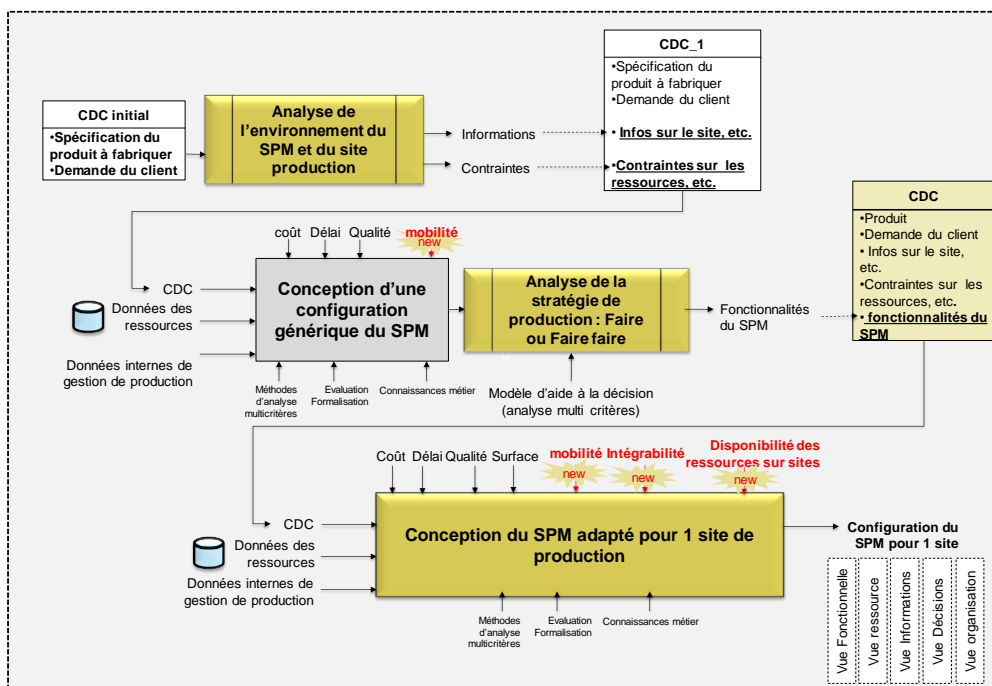 CDC initial
•Spécification du
produit à fabriquer
•Demande du client
Analyse de
l'environnement du
SPM et du site
production
Informations
Contraintes
CDC_1
•Spécification du
produit à fabriquer
•Demande du client
• Infos sur le site, etc.
•Contraintes sur les
ressources, etc.
coût
Délai
Qualité
mobilité
new
CDC
Données des
ressources
Données internes de
gestion de production
Conception d'une
configuration
générique du SPM
Méthodes
d'analyse
multicritères
Evaluation
Formalisation
Connaissances métier
Analyse de la
stratégie de
production : Faire
ou Faire faire
Modèle d'aide à la décision
(analyse multi critères)
Fonctionnalités
du SPM
CDC
•Produit
•Demande du client
• Infos sur le site,
etc.
•Contraintes sur les
ressources, etc.
• fonctionnalités du
SPM
Coût
Délai
Qualité
Surface
mobilité
new
Intégrabilité
new
Disponibilité des
ressources sur sites
new
CDC
Données des
ressources
Données internes de
gestion de production
Conception du SPM adapté pour 1 site de
production
Méthodes
d'analyse
multicritères
Evaluation
Formalisation
Connaissances métier
Configuration du
SPM pour 1 site
Vue Fonctionnelle
Vue ressource
Vue Informations
Vue Décisions
Vue organisation